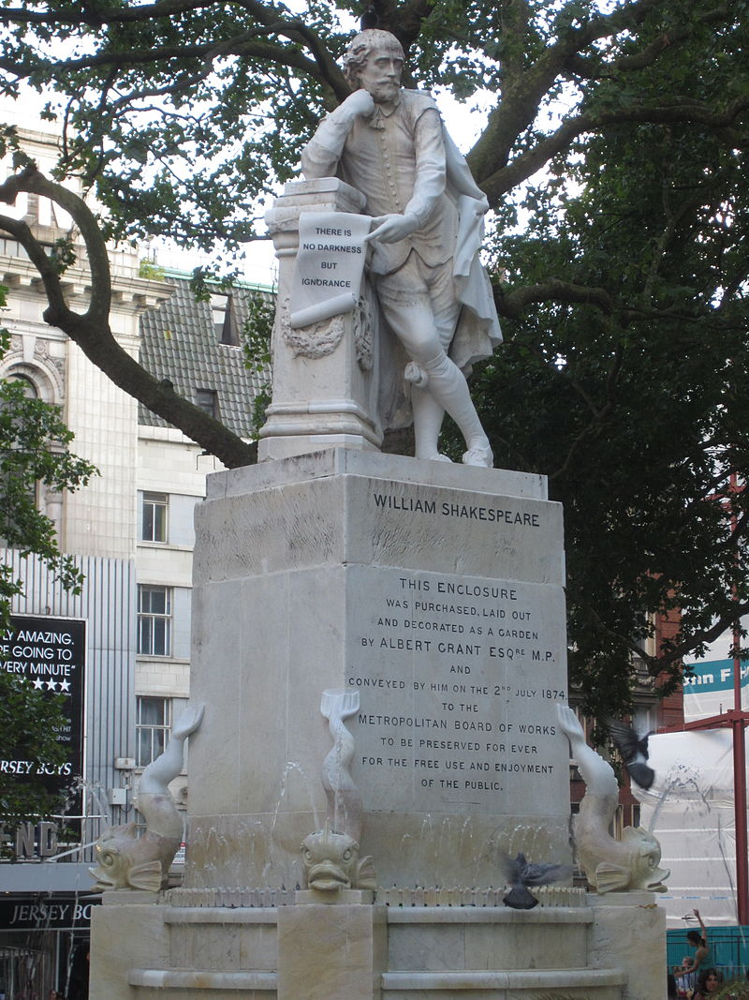 THERE IS
NO DARKNESS
BUT
IGNORANCE
WILLIAM SHAKESPEARE
THIS ENCLOSURE
WAS PURCHASED, LAID OUT
AND DECORATED AS A GARDEN
BY ALBERT GRANT ESQRE M.P.
AND
CONVEYED BY HIM ON THE 2ND JULY 1874.
TO THE
METROPOLITAN BOARD OF WORKS
TO BE PRESERVED FOR EVER
FOR THE FREE USE AND ENJOYMENT
OF THE PUBLIC.
LY AMAZING.
RE GOING TO
VERY MINUTE"
★★★
ERSEY BOYS
END
JERSEY BO